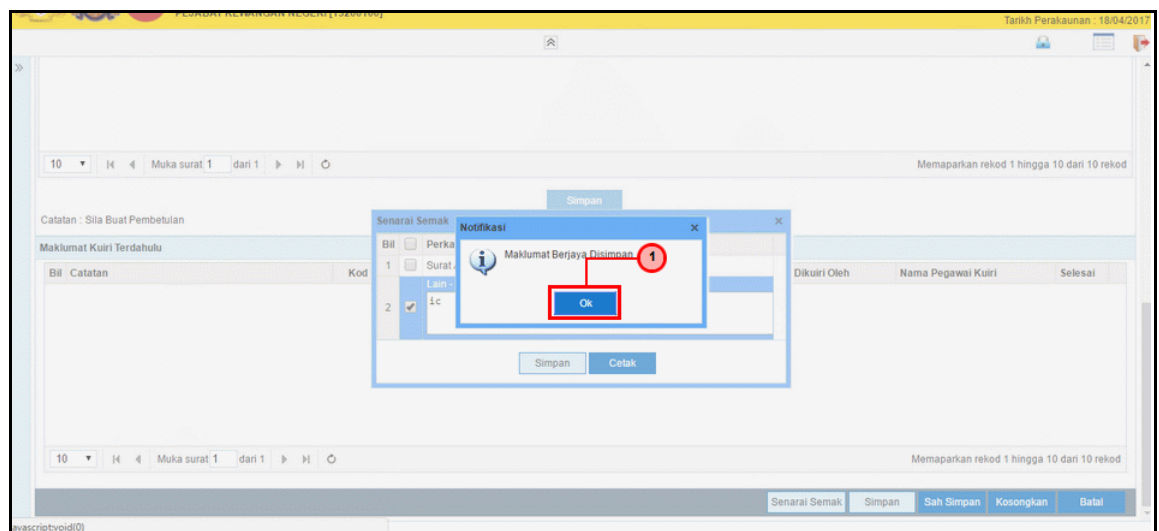 PEJABAT KEWANGAN NEGERI [13200100]
Tarikh Perakaunan : 18/04/2017
10 Muka surat 1 dari 1 Memaparkan rekod 1 hingga 10 dari 10 rekod
Simpan
Catatan : Sila Buat Pembetulan
Senarai Semak
Notifikasi
Maklumat Kuiri Terdahulu
Bil Perka
Maklumat Berjaya Disimpan
1
Bil Catatan Kod Dikuiri Oleh Nama Pegawai Kuiri Selesai
1 Surat
Lain -
2 ic
Ok
Simpan Cetak
10 Muka surat 1 dari 1 Memaparkan rekod 1 hingga 10 dari 10 rekod
Senarai Semak Simpan Sah Simpan Kosongkan Batal
avascript:void(0)